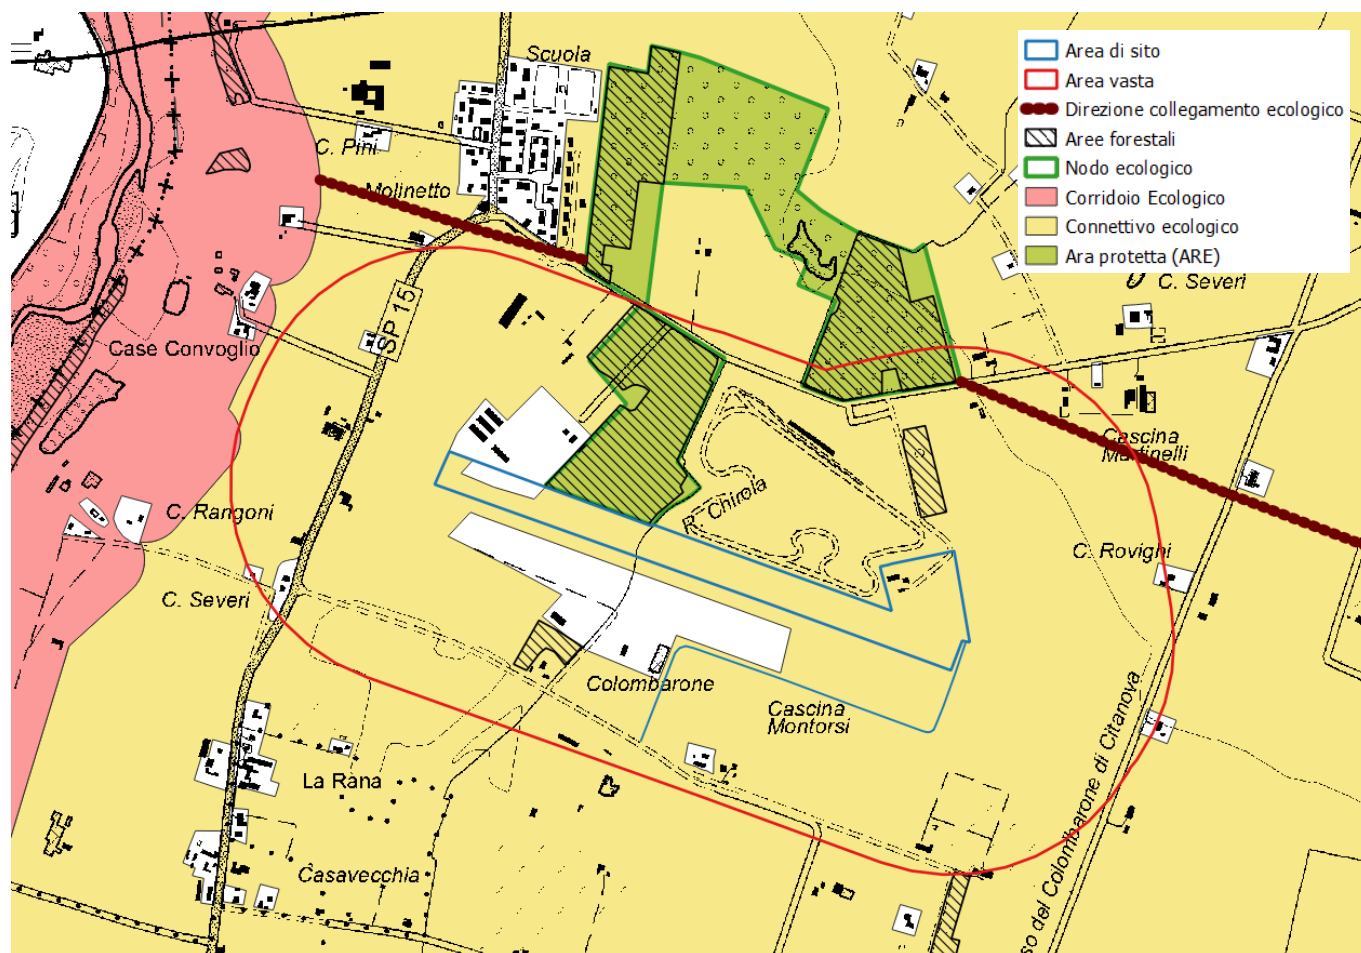 Area di sito
Area vasta
Direzione collegamento ecologico
Aree forestali
Nodo ecologico
Corridoio Ecologico
Connettivo ecologico
Ara protetta (ARE)
Scuola
C. Pini
Molinetto
C. Severi
SP 15
Case Convoglio
Cascina
Martinelli
R. Chirola
C. Rangoni
C. Rovighi
C. Severi
Colombarone
Cascina
Montorsi
La Rana
Casavecchia
so del Colombarone di Citanova